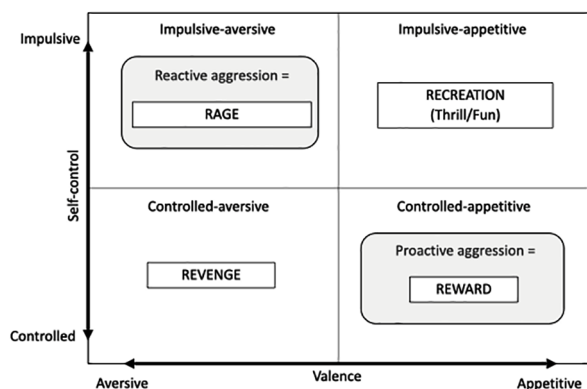 Impulsive
Impulsive-aversive
Impulsive-appetitive
Reactive aggression =
RAGE
RECREATION
(Thrill/Fun)
Self-control
Controlled-aversive
Controlled-appetitive
Proactive aggression =
REVENGE
REWARD
Controlled
Aversive
Valence
Appetitive